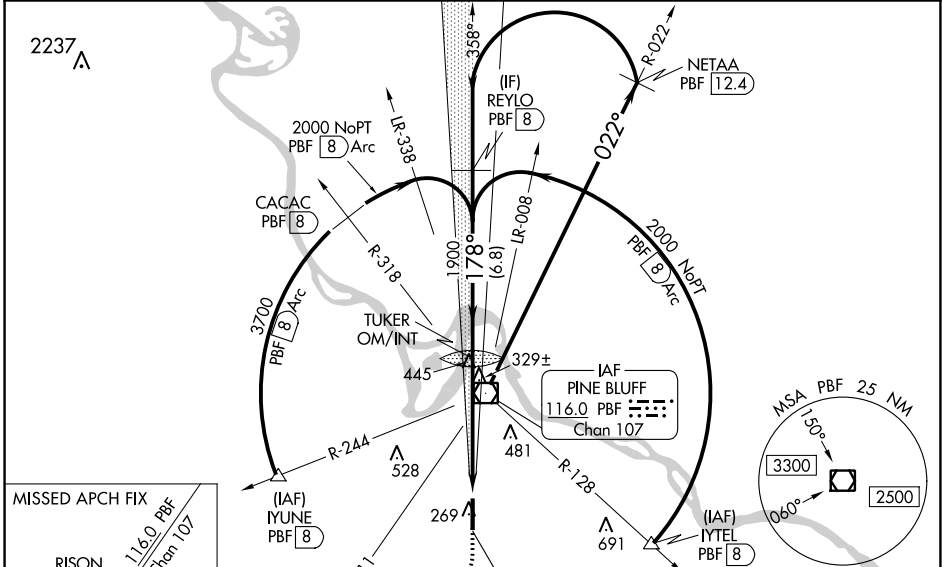 2237
358°
R-022
NETAA
PBF 12.4
(IF)
REYLO
PBF 8
2000 NoPT
PBF 8 Arc
LR-338
022°
CACAC
PBF 8
LR-008
R-318
1900
178°
(6.8)
2000 NoPT
PBF 8 Arc
3700
PBF 8 Arc
TUKER
OM/INT
445
329±
IAF
PINE BLUFF
116.0 PBF
Chan 107
MSA PBF 25 NM
150°
3300
060°
2500
R-244
528
481
R-128
MISSED APCH FIX
116.0 PBF
Chan 107
RISON
(IAF)
IYUNE
PBF 8
269
691
(IAF)
IYTEL
PBF 8